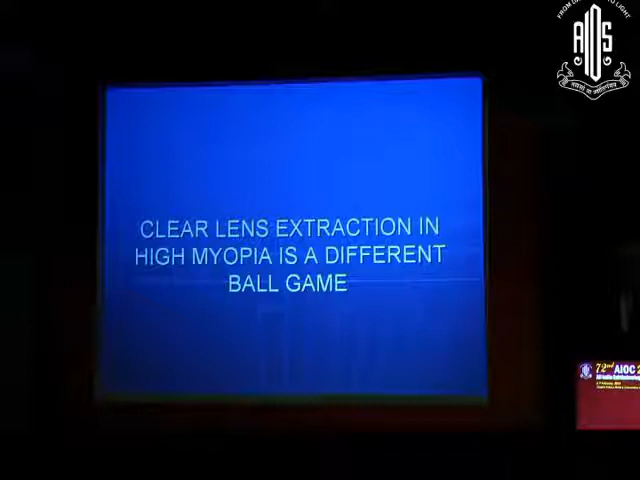 AIOS
CLEAR LENS EXTRACTION IN
HIGH MYOPIA IS A DIFFERENT
BALL GAME
72nd AIOC